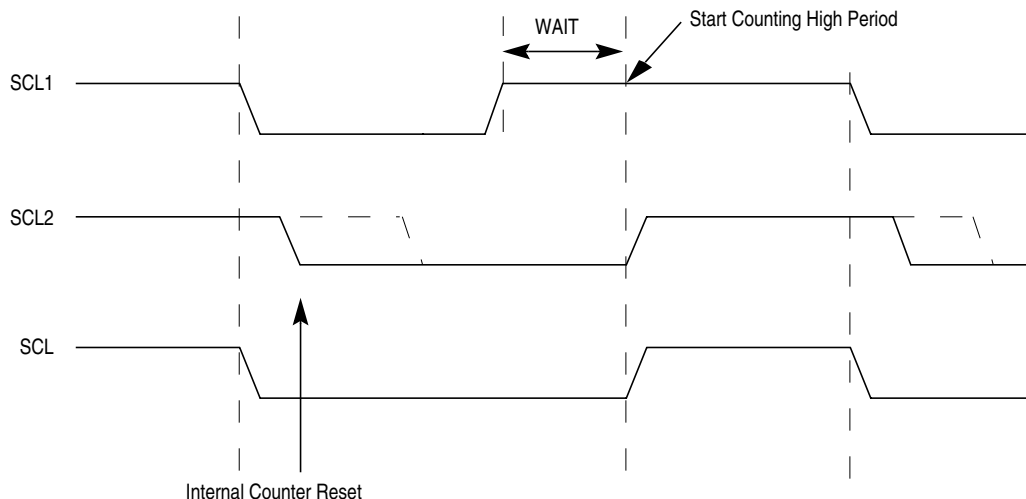 WAIT
Start Counting High Period
SCL1
SCL2
SCL
Internal Counter Reset